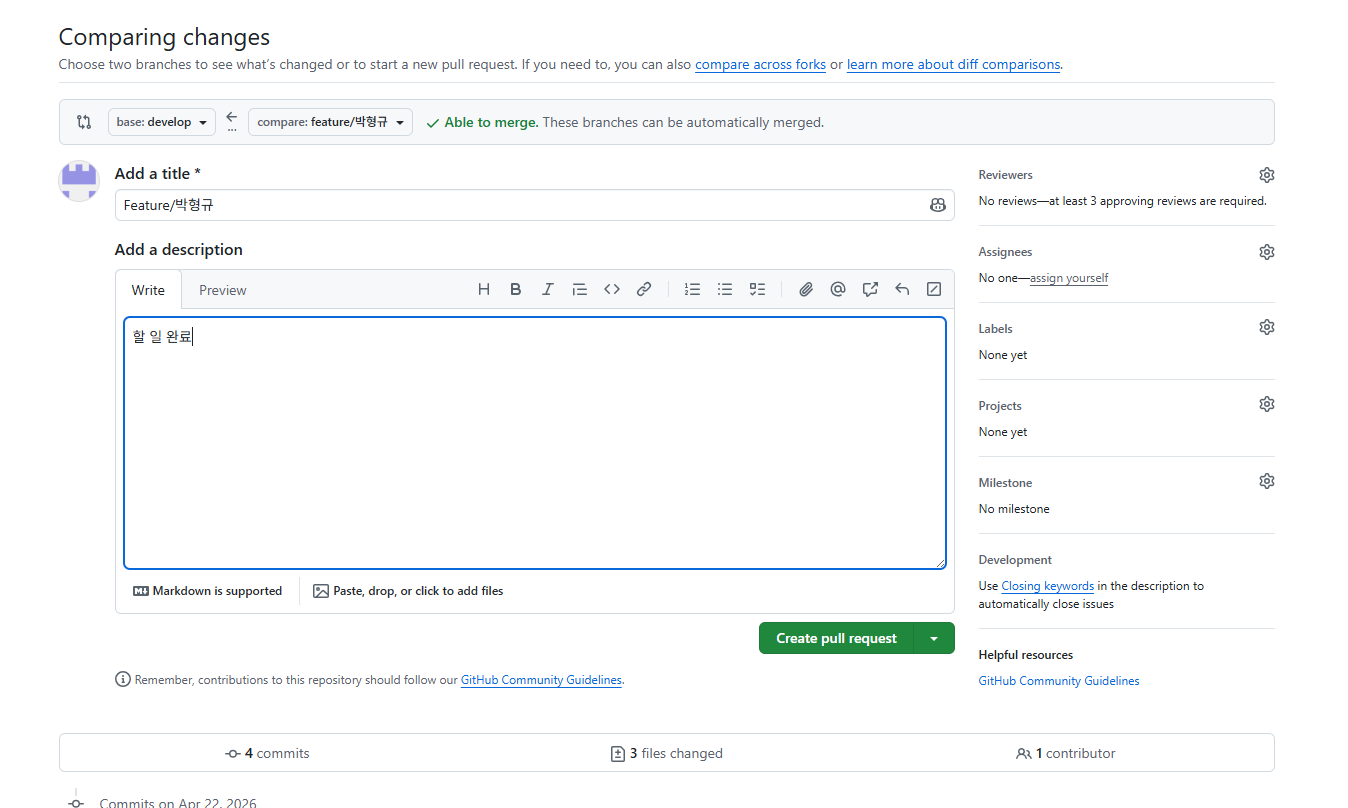 Comparing changes
Choose two branches to see what's changed or to start a new pull request. If you need to, you can also compare across forks or learn more about diff comparisons.
base: develop
compare: feature/박형규
Able to merge. These branches can be automatically merged.
Add a title *
Feature/박형규
Add a description
Write
Preview
할 일 완료
Markdown is supported
Paste, drop, or click to add files
Create pull request
Remember, contributions to this repository should follow our GitHub Community Guidelines.
Reviewers
No reviews—at least 3 approving reviews are required.
Assignees
No one—assign yourself
Labels
None yet
Projects
None yet
Milestone
No milestone
Development
Use Closing keywords in the description to
automatically close issues
Helpful resources
GitHub Community Guidelines
4 commits
3 files changed
1 contributor
Commits on Apr 22, 2026